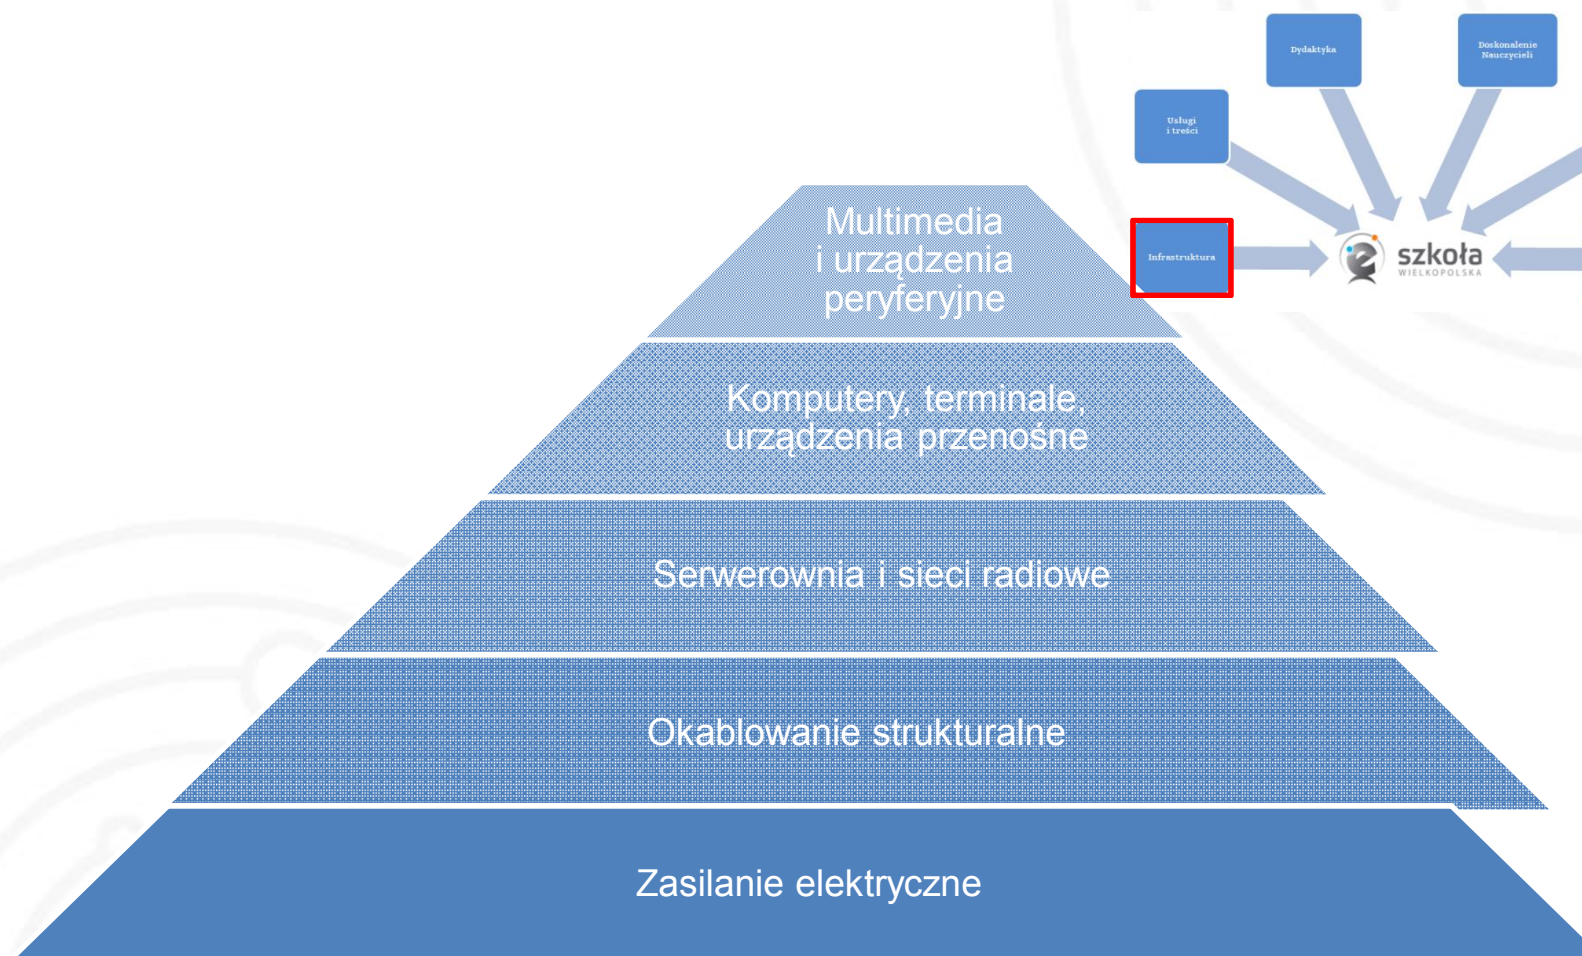 Dydaktyka
Doskonalenie
Nauczycieli
Usługi
i treści
Infrastruktura
szkoła
WIELKOPOLSKA
Multimedia
i urządzenia
peryferyjne
Komputery, terminale,
urządzenia przenośne
Serwerownia i sieci radiowe
Okablowanie strukturalne
Zasilanie elektryczne